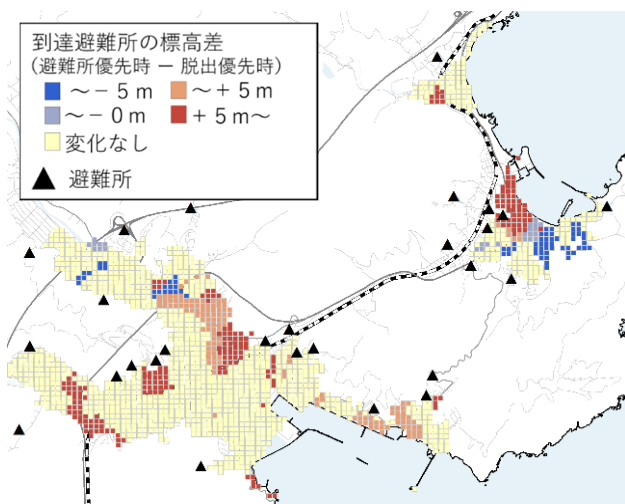 到達避難所の標高差
(避難所優先時 ー 脱出優先時)
～－５ｍ ～＋５ｍ
～－０ｍ ＋５ｍ～
変化なし
避難所